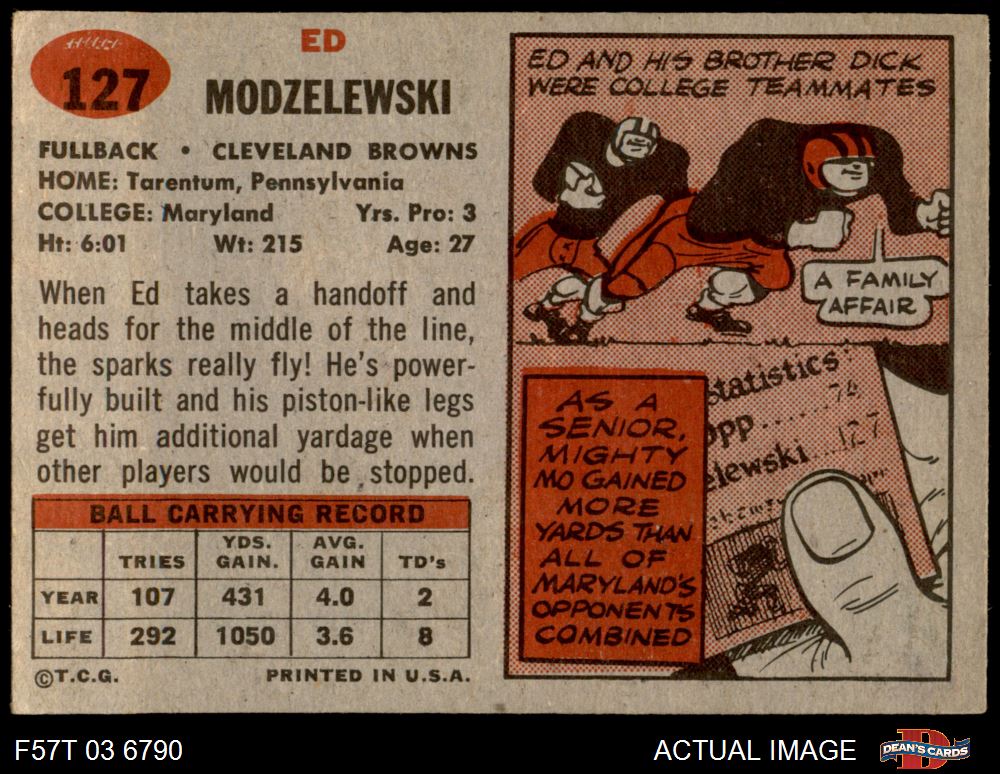 127
ED
MODZELEWSKI
FULLBACK • CLEVELAND BROWNS
HOME: Tarentum, Pennsylvania
COLLEGE: Maryland Yrs. Pro: 3
Ht: 6:01 Wt: 215 Age: 27
When Ed takes a handoff and
heads for the middle of the line,
the sparks really fly! He's power-
fully built and his piston-like legs
get him additional yardage when
other players would be stopped.
BALL CARRYING RECORD
TRIES YDS. GAIN. AVG. GAIN TD's
YEAR 107 431 4.0 2
LIFE 292 1050 3.6 8
©T.C.G. PRINTED IN U.S.A.
ED AND HIS BROTHER DICK
WERE COLLEGE TEAMMATES
A FAMILY
AFFAIR
AS A
SENIOR,
MIGHTY
MO GAINED
MORE
YARDS THAN
ALL OF
MARYLAND'S
OPPONENTS
COMBINED
Statistics
opp..... 74
elewski... 127
F57T 03 6790
ACTUAL IMAGE
DEAN'S CARDS